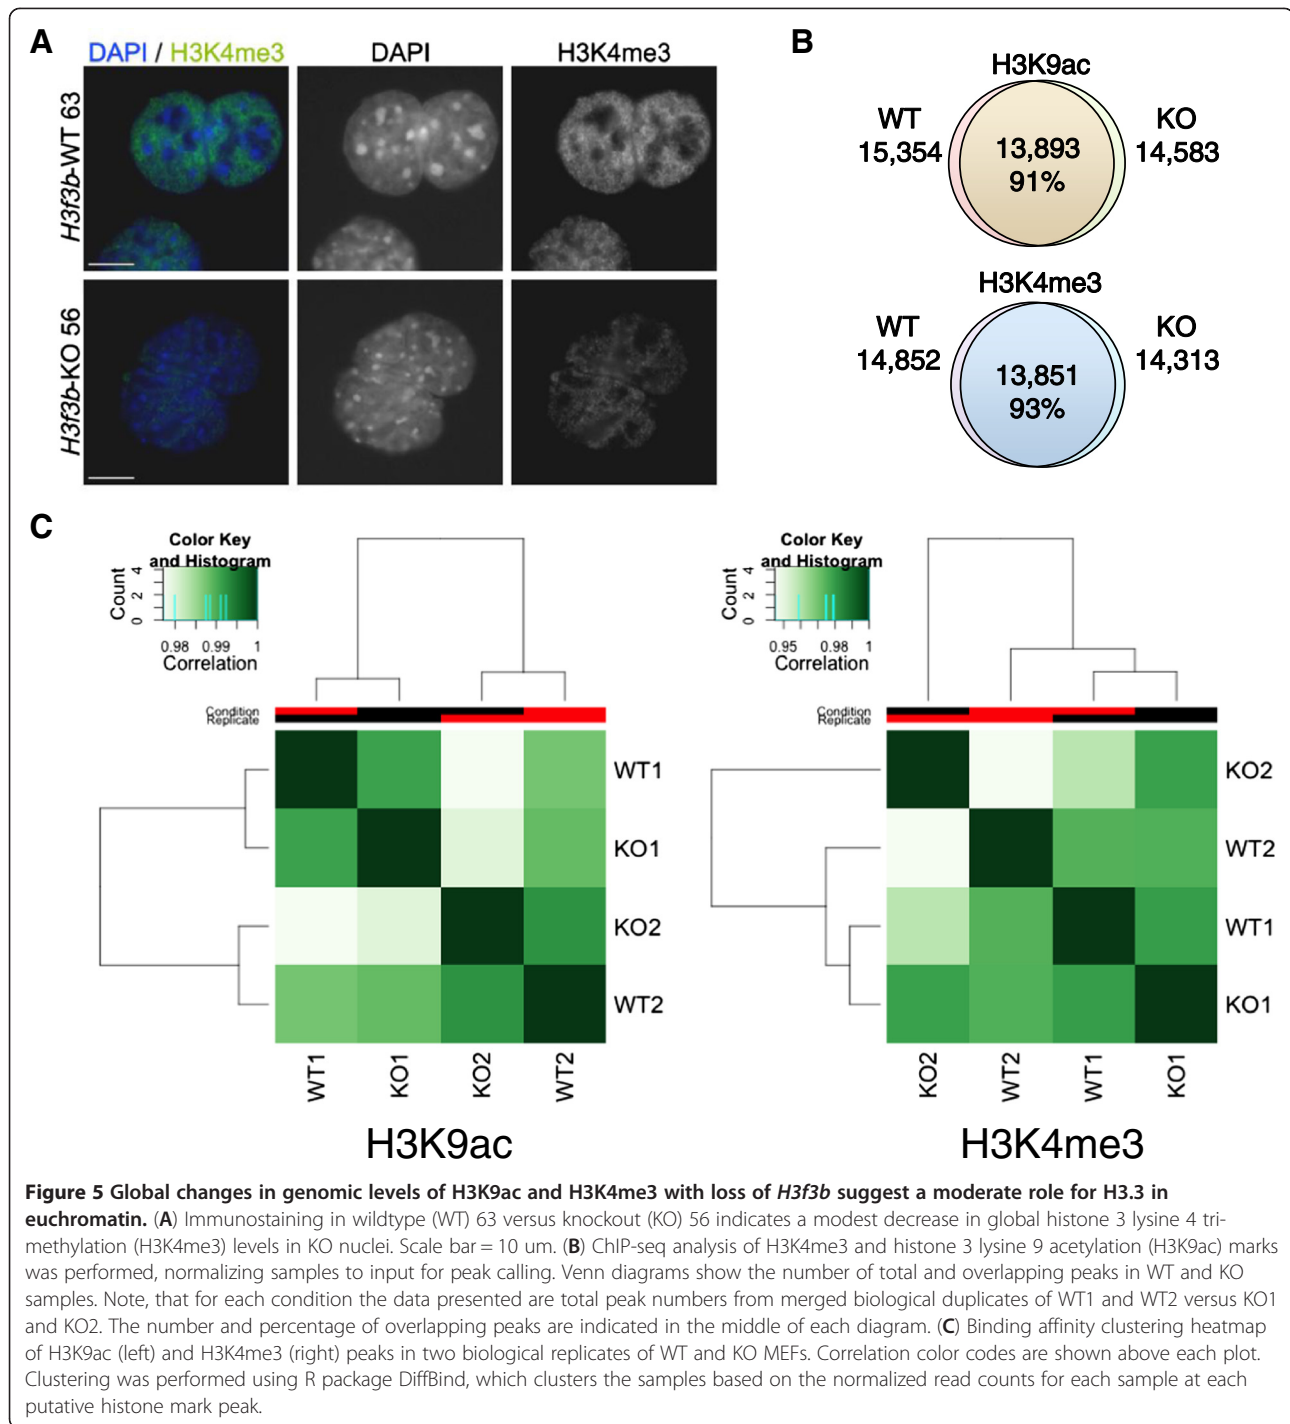 A
DAPI / H3K4me3
DAPI
H3K4me3
H3f3b-WT 63
H3f3b-KO 56
B
H3K9ac
WT
15,354
13,893
91%
KO
14,583
H3K4me3
WT
14,852
13,851
93%
KO
14,313
C
Color Key
and Histogram
Count
0 2 4
0.98 0.99 1
Correlation
Condition
Replicate
WT1
KO1
KO2
WT2
WT1 KO1 KO2 WT2
H3K9ac
Color Key
and Histogram
Count
0 2 4
0.95 0.98 1
Correlation
Condition
Replicate
KO2
WT2
WT1
KO1
KO2 WT2 WT1 KO1
H3K4me3
Figure 5 Global changes in genomic levels of H3K9ac and H3K4me3 with loss of H3f3b suggest a moderate role for H3.3 in
euchromatin. (A) Immunostaining in wildtype (WT) 63 versus knockout (KO) 56 indicates a modest decrease in global histone 3 lysine 4 tri-
methylation (H3K4me3) levels in KO nuclei. Scale bar = 10 um. (B) ChIP-seq analysis of H3K4me3 and histone 3 lysine 9 acetylation (H3K9ac) marks
was performed, normalizing samples to input for peak calling. Venn diagrams show the number of total and overlapping peaks in WT and KO
samples. Note, that for each condition the data presented are total peak numbers from merged biological duplicates of WT1 and WT2 versus KO1
and KO2. The number and percentage of overlapping peaks are indicated in the middle of each diagram. (C) Binding affinity clustering heatmap
of H3K9ac (left) and H3K4me3 (right) peaks in two biological replicates of WT and KO MEFs. Correlation color codes are shown above each plot.
Clustering was performed using R package DiffBind, which clusters the samples based on the normalized read counts for each sample at each
putative histone mark peak.